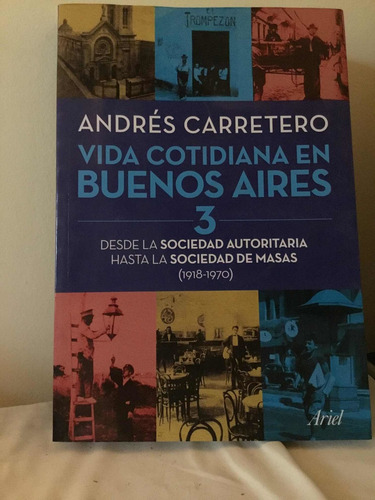 EL
TROMPEZON
ANDRÉS CARRETERO
VIDA COTIDIANA EN
BUENOS AIRES
3
DESDE LA SOCIEDAD AUTORITARIA
HASTA LA SOCIEDAD DE MASAS
(1918-1970)
Ariel